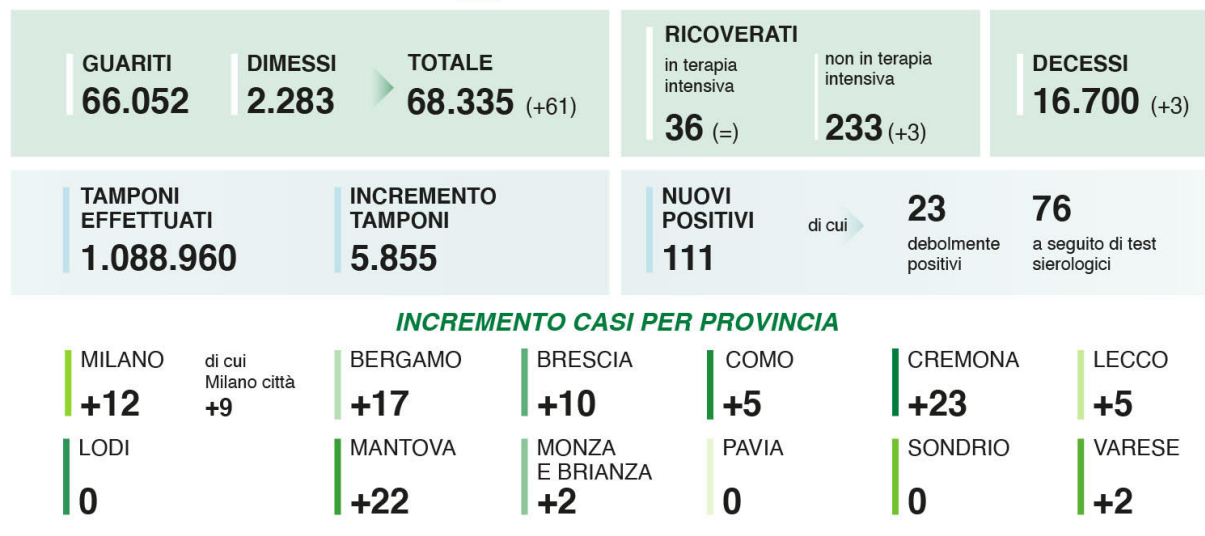 GUARITI
66.052
DIMESSI
2.283
TOTALE
68.335 (+61)
RICOVERATI
in terapia
intensiva
36 (=)
non in terapia
intensiva
233 (+3)
DECESSI
16.700 (+3)
TAMPONI
EFFETTUATI
1.088.960
INCREMENTO
TAMPONI
5.855
NUOVI
POSITIVI
111
di cui
23
debolmente
positivi
76
a seguito di test
sierologici
INCREMENTO CASI PER PROVINCIA
MILANO
+12
di cui
Milano città
+9
BERGAMO
+17
BRESCIA
+10
COMO
+5
CREMONA
+23
LECCO
+5
LODI
0
MANTOVA
+22
MONZA
E BRIANZA
+2
PAVIA
0
SONDRIO
0
VARESE
+2